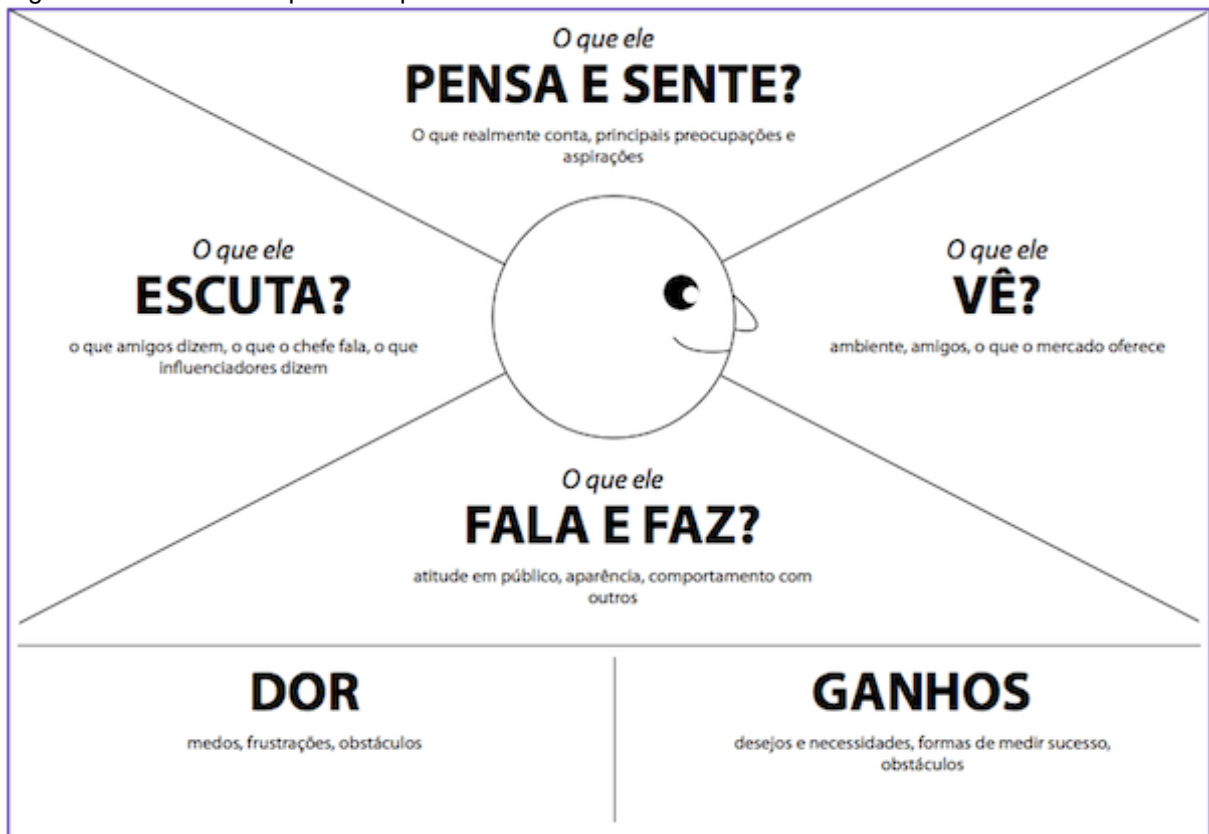 O que ele
PENSA E SENTE?
O que realmente conta, principais preocupações e
aspirações
O que ele
ESCUTA?
o que amigos dizem, o que o chefe fala, o que
influenciadores dizem
O que ele
VÊ?
ambiente, amigos, o que o mercado oferece
O que ele
FALA E FAZ?
atitude em público, aparência, comportamento com
outros
DOR
medos, frustrações, obstáculos
GANHOS
desejos e necessidades, formas de medir sucesso,
obstáculos